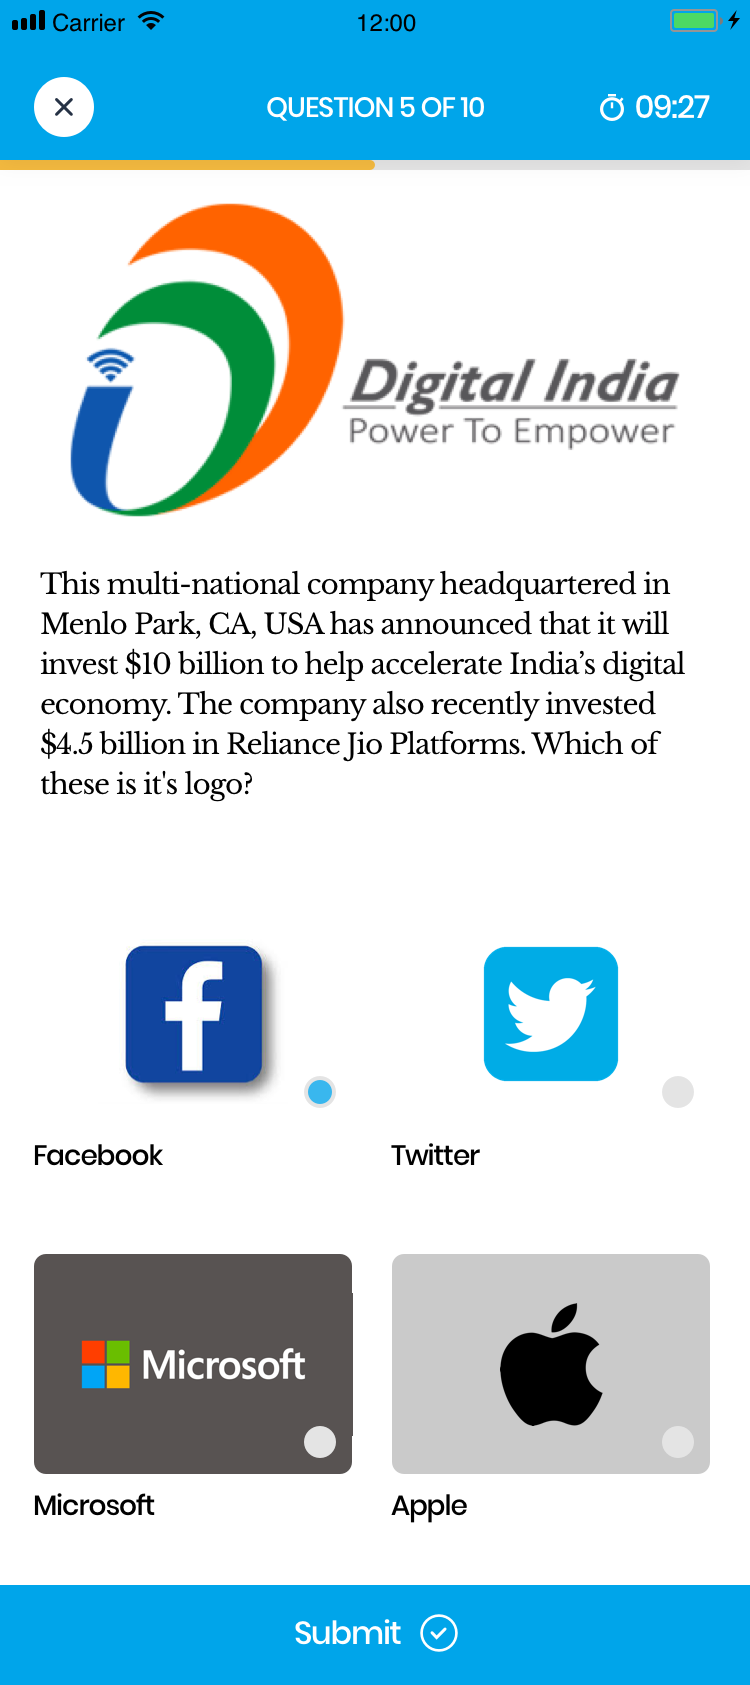 Carrier 12:00
QUESTION 5 OF 10 09:27
Digital India
Power To Empower
This multi-national company headquartered in
Menlo Park, CA, USA has announced that it will
invest $10 billion to help accelerate India’s digital
economy. The company also recently invested
$4.5 billion in Reliance Jio Platforms. Which of
these is it's logo?
Facebook Twitter
Microsoft
Microsoft Apple
Submit